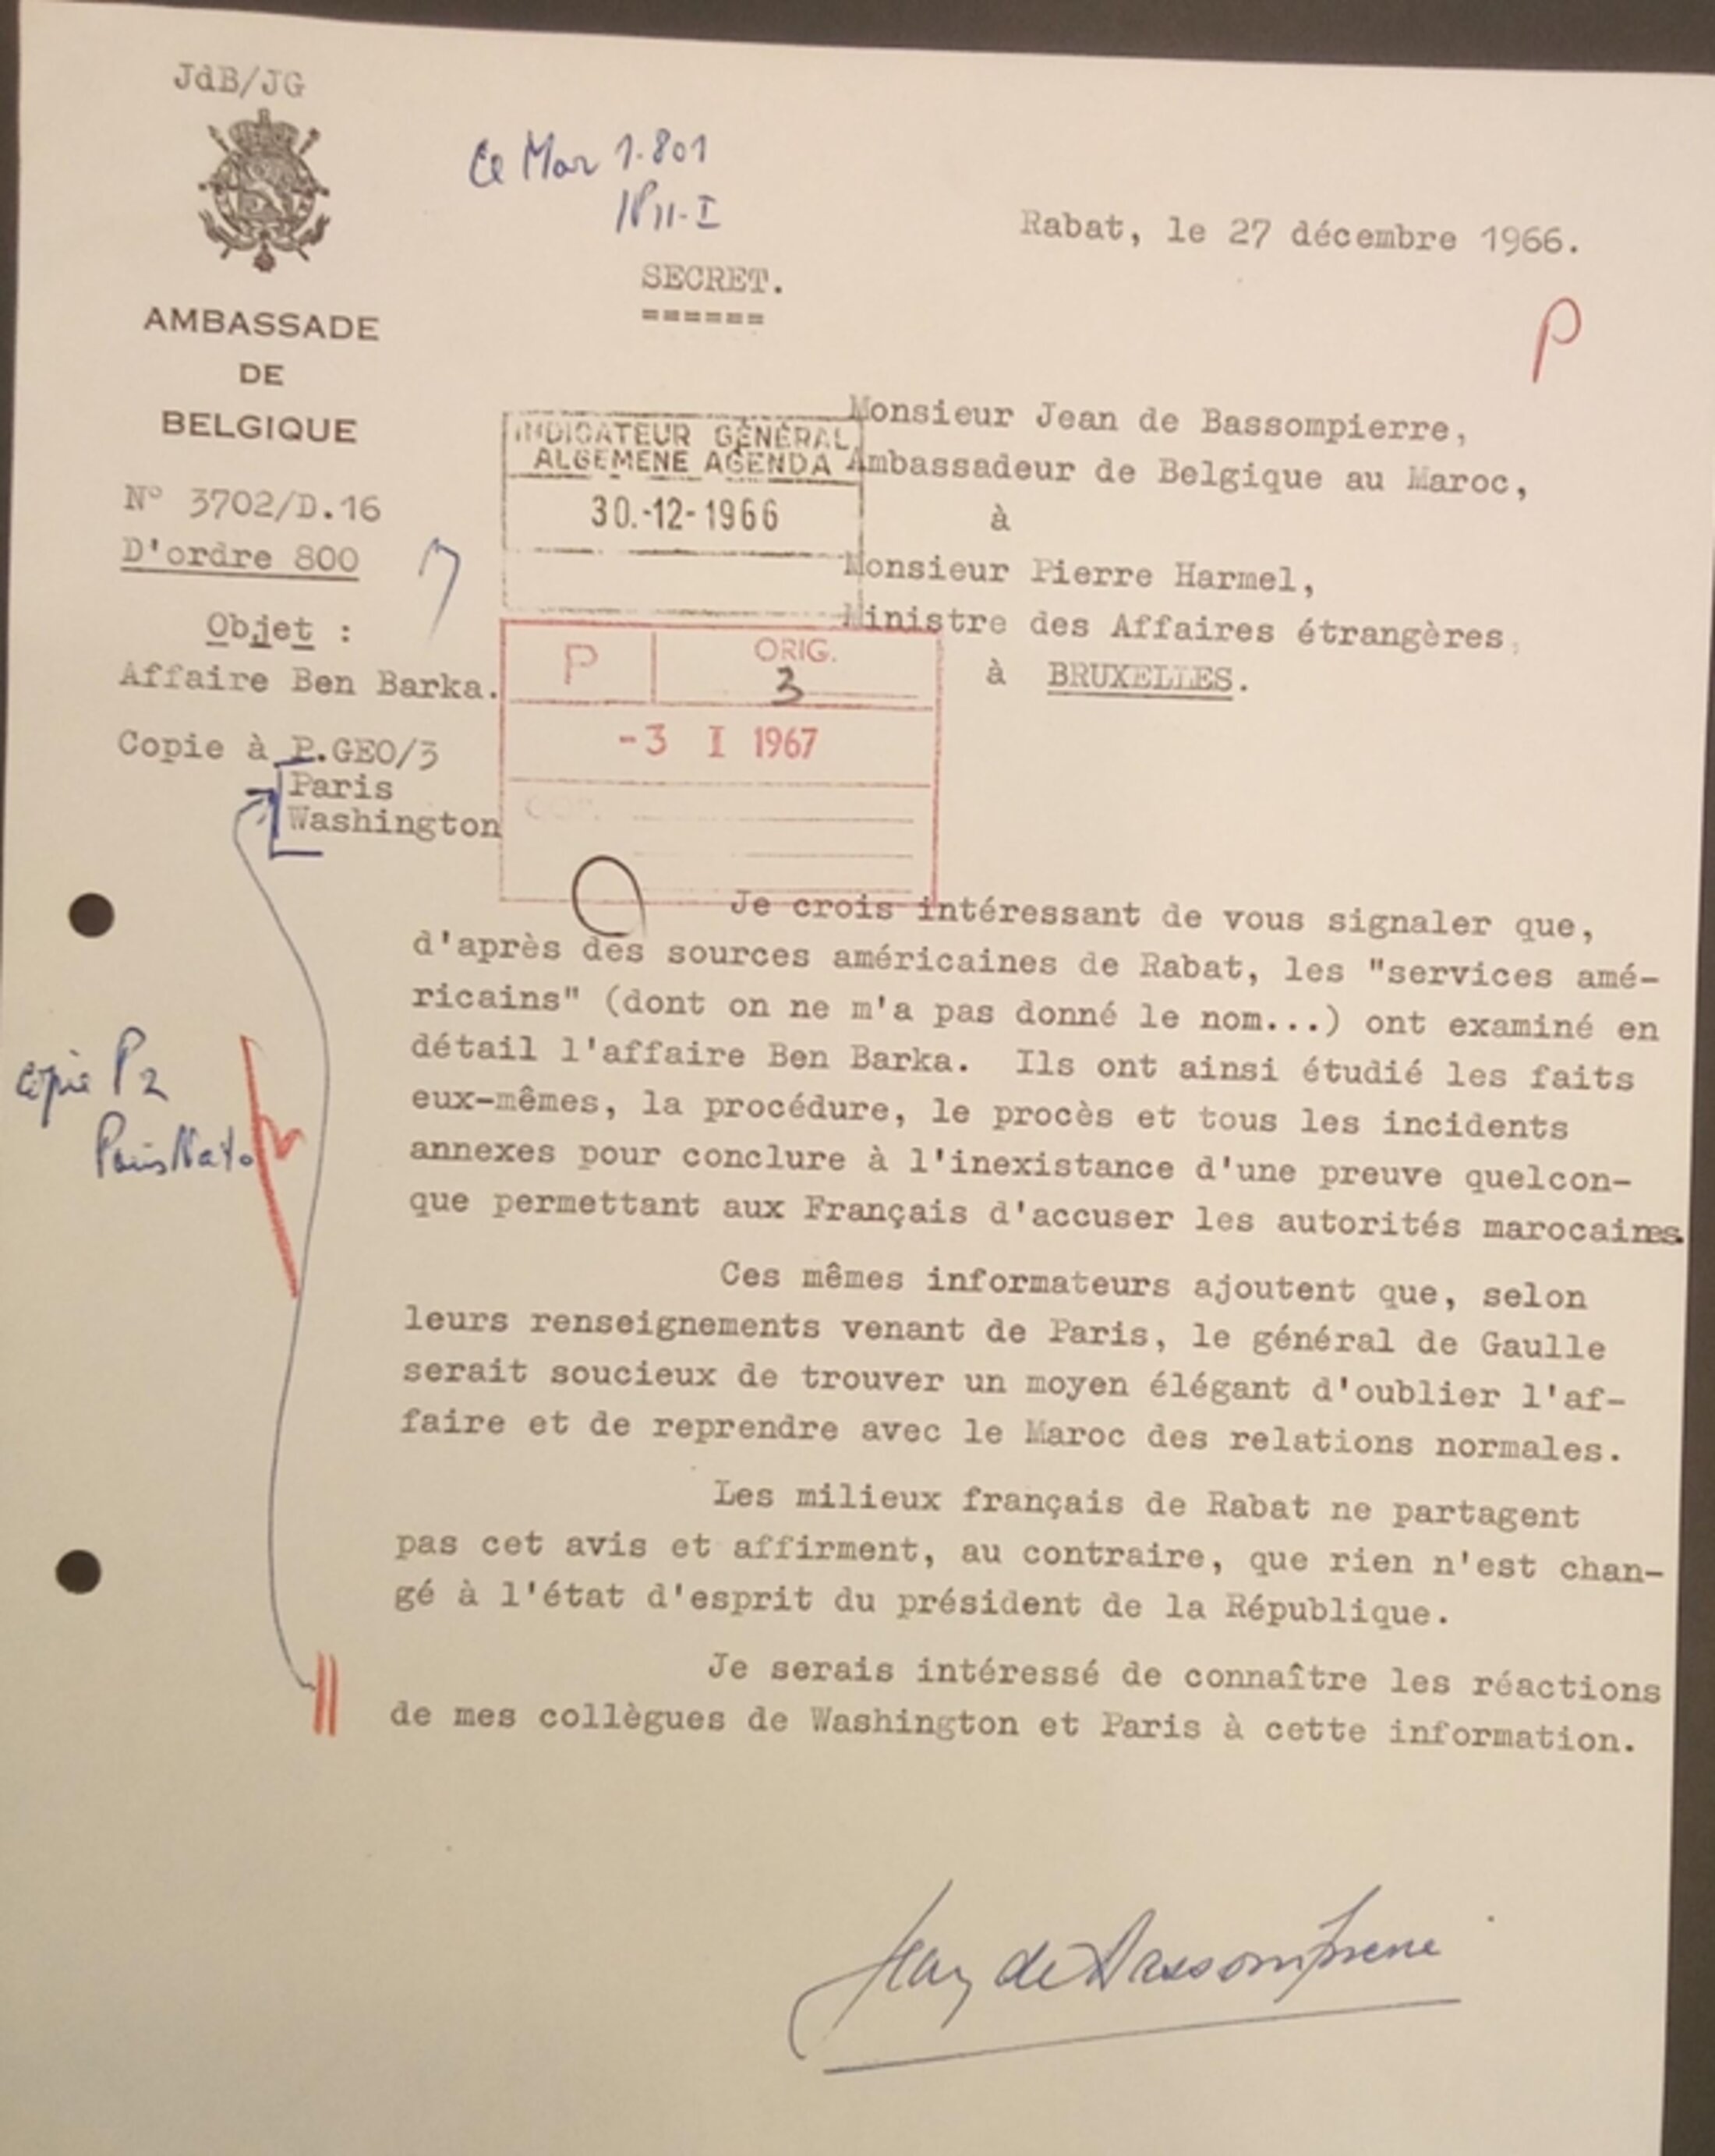 JdB/JG
Mar 1.801
SECRET.
======
Rabat, le 27 décembre 1966.
P
AMBASSADE
DE
BELGIQUE
N° 3702/D.16
D'ordre 800
Objet :
Affaire Ben Barka.
Copie à P.GEO/3
Paris
Washington
INDICATEUR GÉNÉRAL
ALGEMENE AGENDA
30.-12-1966
P ORIG.
3
-3 I 1967
COP.
Monsieur Jean de Bassompierre,
Ambassadeur de Belgique au Maroc,
à
Monsieur Pierre Harmel,
Ministre des Affaires étrangères,
à BRUXELLES.
Je crois intéressant de vous signaler que,
d'après des sources américaines de Rabat, les "services amé-
ricains" (dont on ne m'a pas donné le nom...) ont examiné en
détail l'affaire Ben Barka. Ils ont ainsi étudié les faits
eux-mêmes, la procédure, le procès et tous les incidents
annexes pour conclure à l'inexistance d'une preuve quelcon-
que permettant aux Français d'accuser les autorités marocaines.
copie P2
Paris Nato
Ces mêmes informateurs ajoutent que, selon
leurs renseignements venant de Paris, le général de Gaulle
serait soucieux de trouver un moyen élégant d'oublier l'af-
faire et de reprendre avec le Maroc des relations normales.
Les milieux français de Rabat ne partagent
pas cet avis et affirment, au contraire, que rien n'est chan-
gé à l'état d'esprit du président de la République.
Je serais intéressé de connaître les réactions
de mes collègues de Washington et Paris à cette information.
Jean de Bassompierre